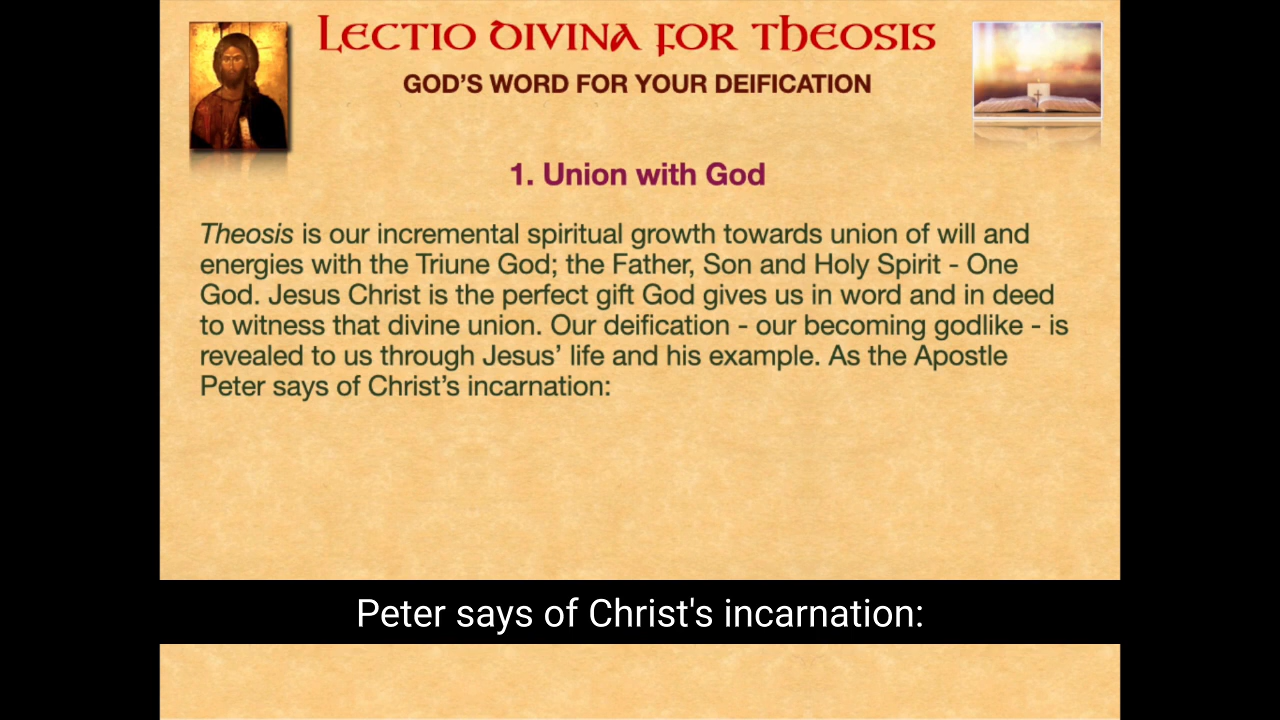 Lectio Divina for Theosis
GOD'S WORD FOR YOUR DEIFICATION
1. Union with God
Theosis is our incremental spiritual growth towards union of will and
energies with the Triune God; the Father, Son and Holy Spirit - One
God. Jesus Christ is the perfect gift God gives us in word and in deed
to witness that divine union. Our deification - our becoming godlike - is
revealed to us through Jesus’ life and his example. As the Apostle
Peter says of Christ’s incarnation:
Peter says of Christ's incarnation: